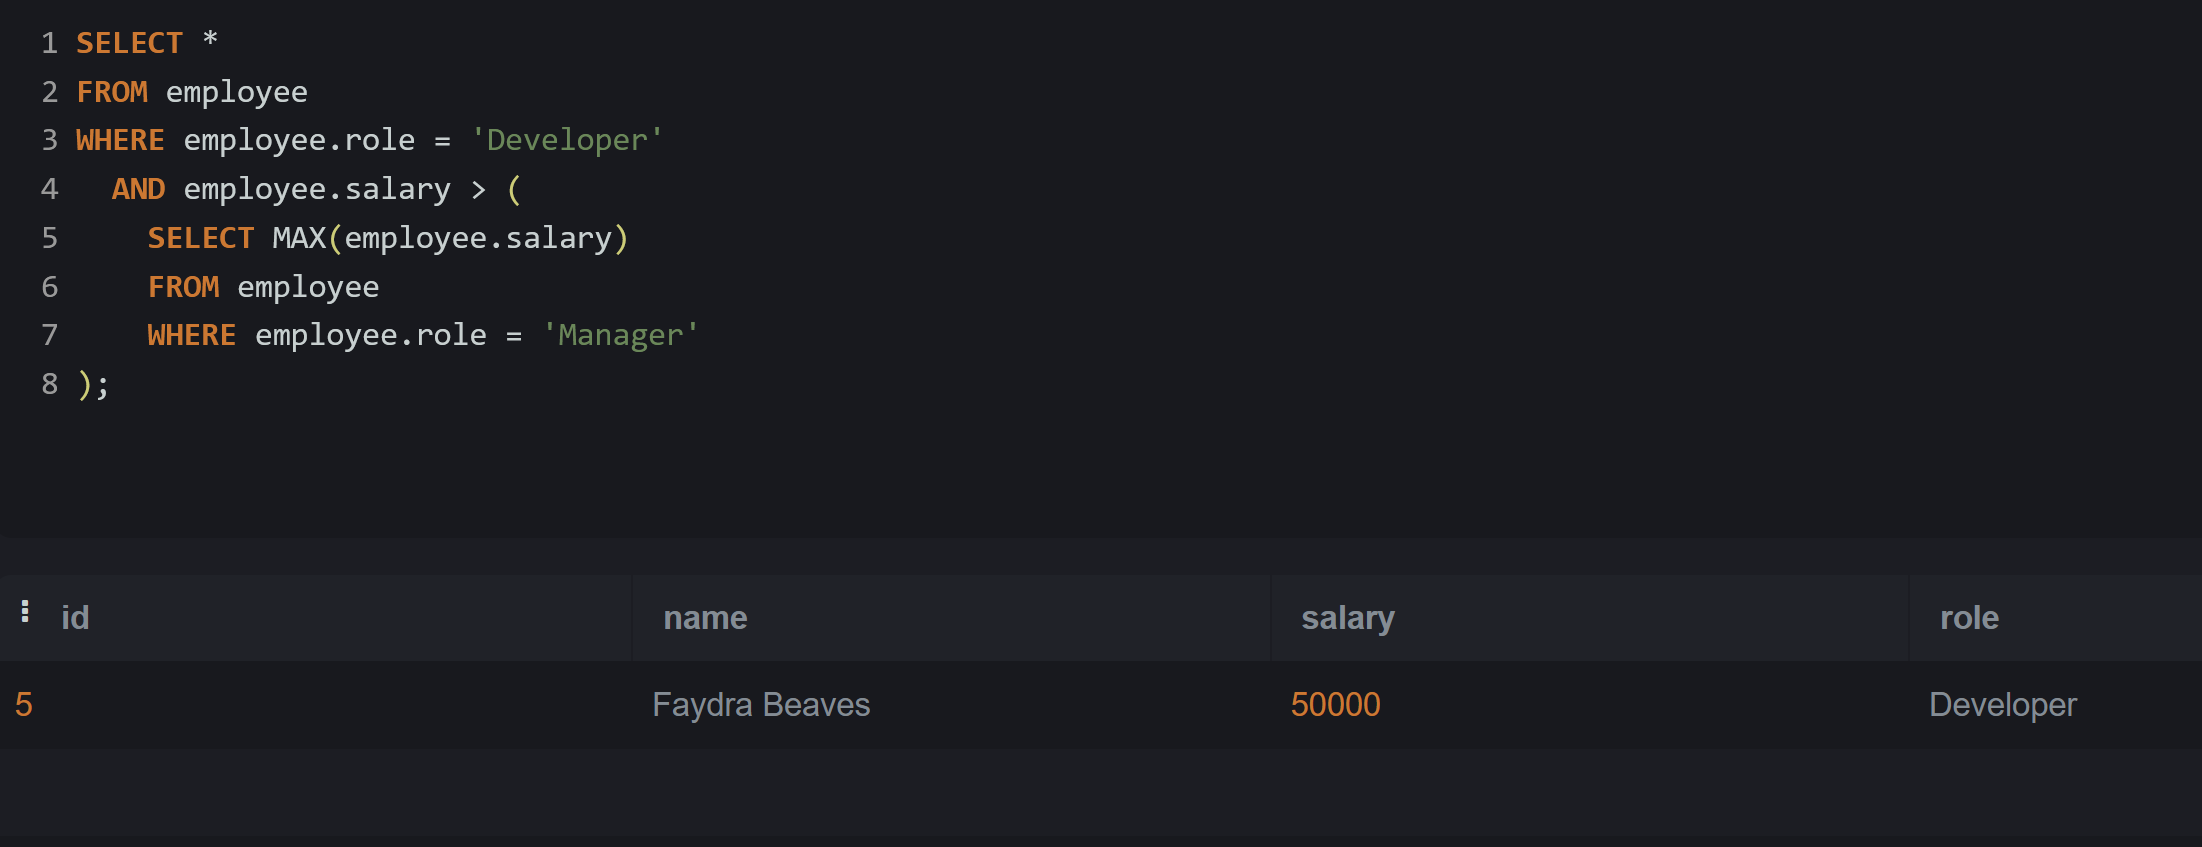 1 SELECT *
2 FROM employee
3 WHERE employee.role = 'Developer'
4   AND employee.salary > (
5     SELECT MAX(employee.salary)
6     FROM employee
7     WHERE employee.role = 'Manager'
8 );
id name salary role
5 Faydra Beaves 50000 Developer